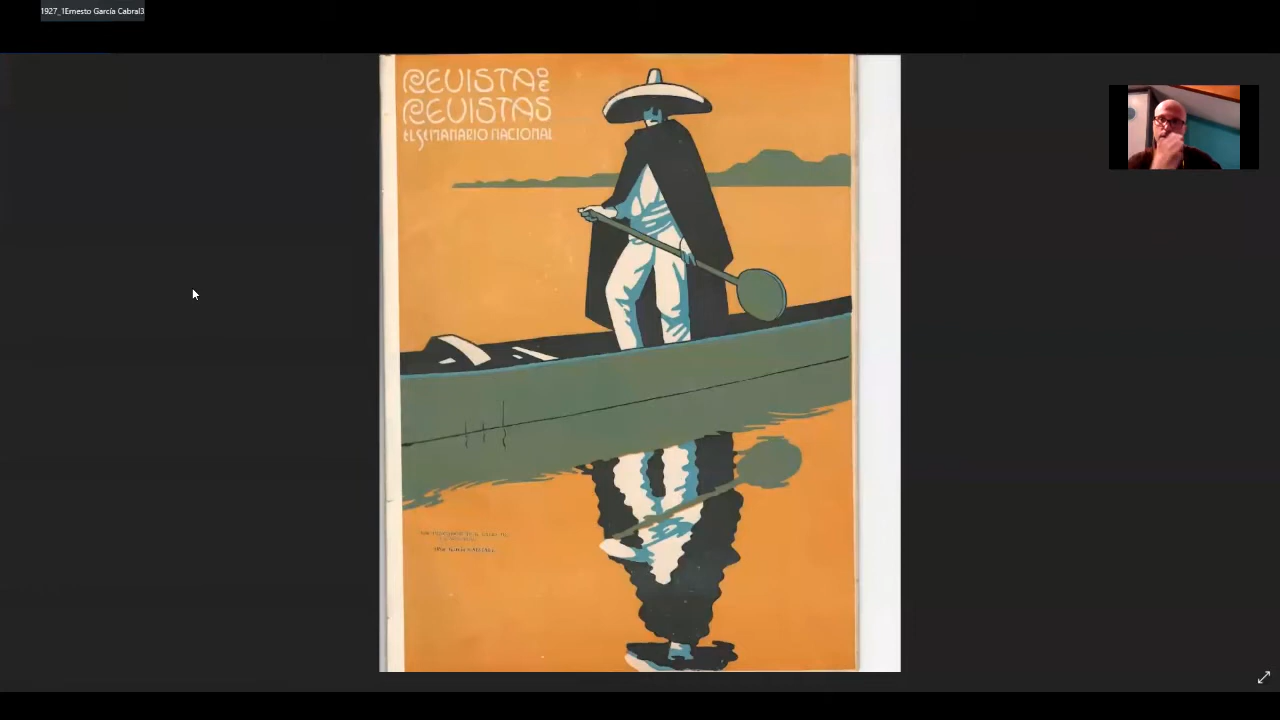 1927_1Ernesto García Cabral3
REVISTA DE
REVISTAS
EL SEMANARIO NACIONAL